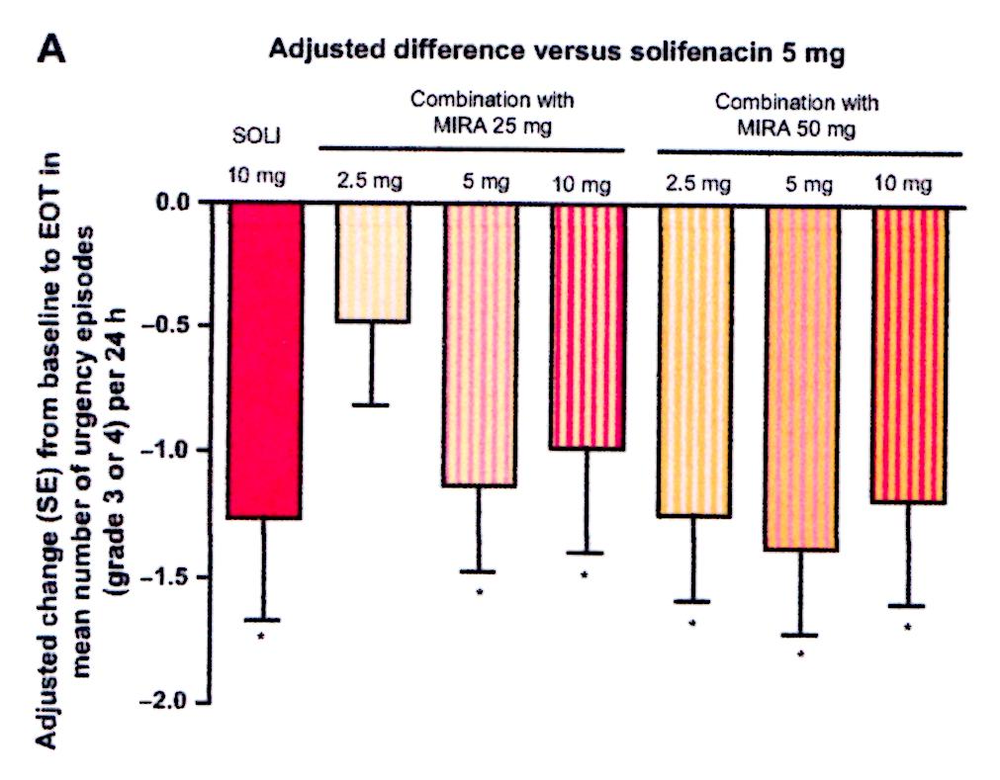 A
Adjusted difference versus solifenacin 5 mg
Combination with
MIRA 25 mg
Combination with
MIRA 50 mg
SOLI
10 mg
2.5 mg
5 mg
10 mg
2.5 mg
5 mg
10 mg
Adjusted change (SE) from baseline to EOT in
mean number of urgency episodes
(grade 3 or 4) per 24 h
0.0
–0.5
–1.0
–1.5
–2.0
*
*
*
*
*
*